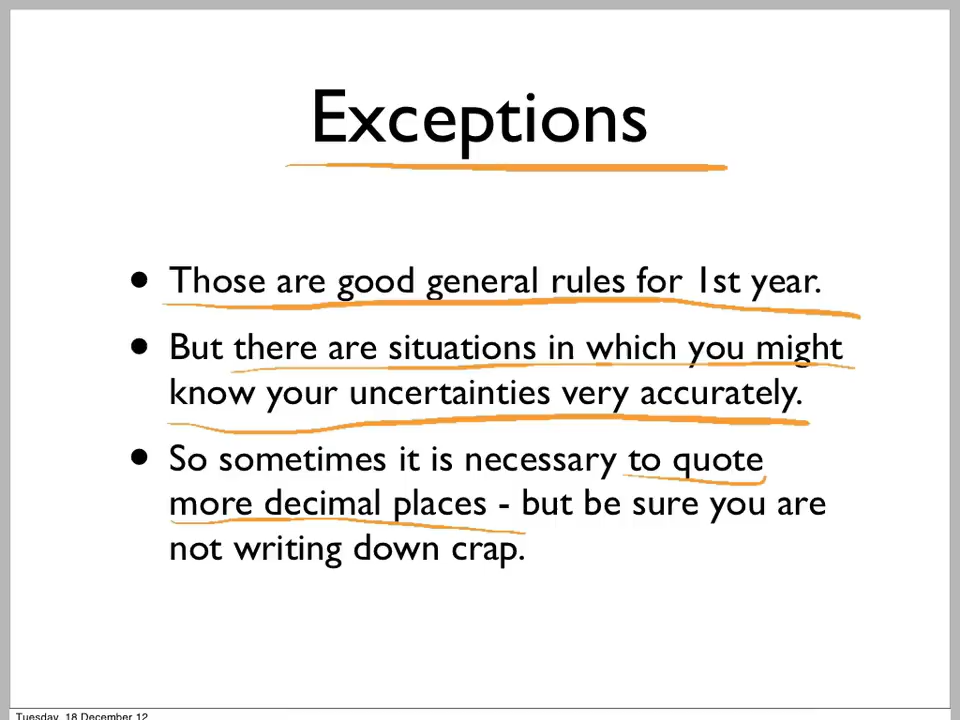 Exceptions
• Those are good general rules for 1st year.
• But there are situations in which you might
know your uncertainties very accurately.
• So sometimes it is necessary to quote
more decimal places - but be sure you are
not writing down crap.
Tuesday, 18 December 12